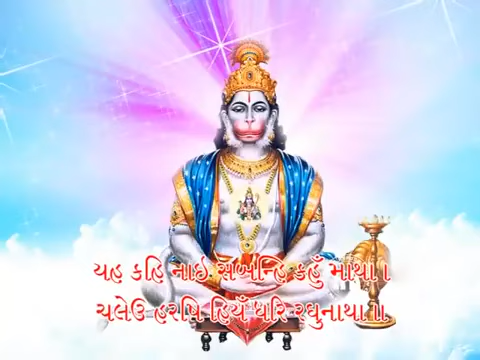 યહ કહિ નાઇ સબન્હિ કહુઁ માથા ।
ચલેઉ હરષિ હિયઁ ધરિ રઘુનાથા ॥